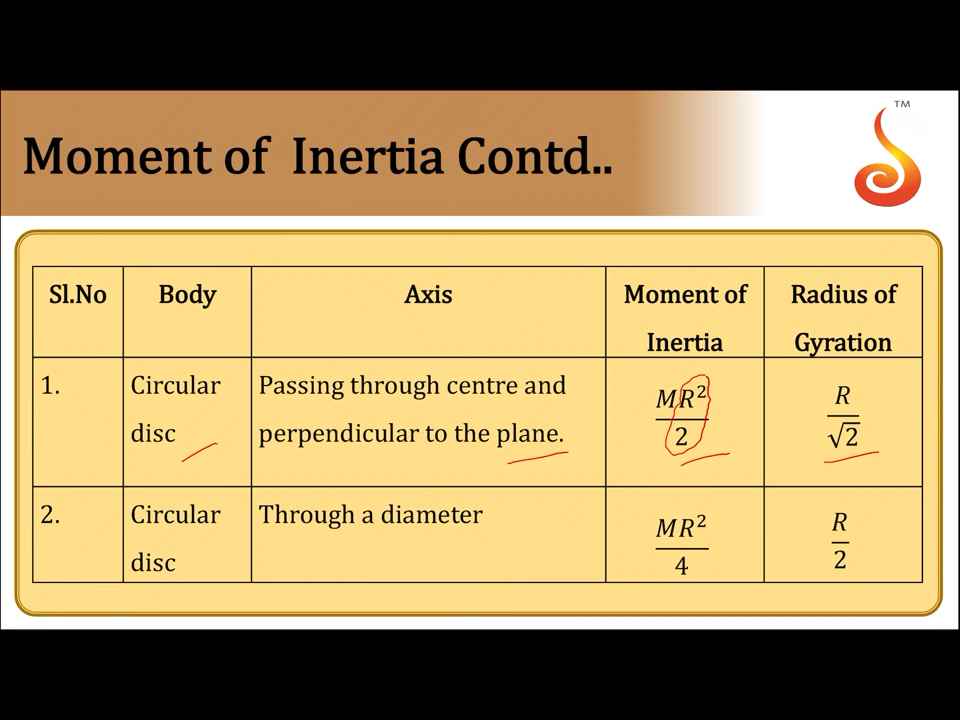 TM
Moment of Inertia Contd..
Sl.No Body Axis Moment of Inertia Radius of Gyration
1. Circular disc Passing through centre and perpendicular to the plane. MR²/2 R/√2
2. Circular disc Through a diameter MR²/4 R/2